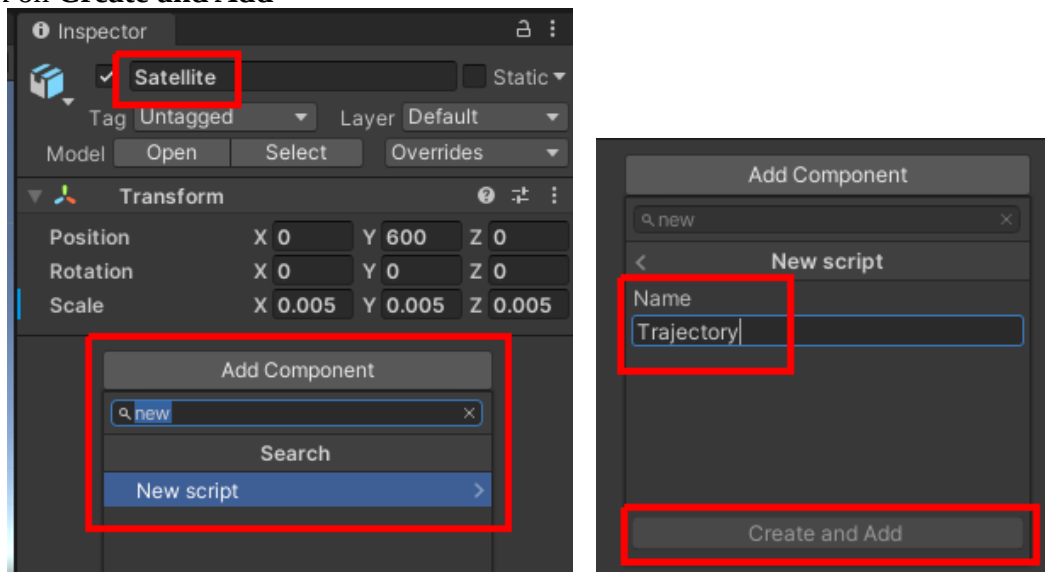 on Create and Add
Inspector
Satellite Static
Tag Untagged Layer Default
Model Open Select Overrides
Transform
Position X 0 Y 600 Z 0
Rotation X 0 Y 0 Z 0
Scale X 0.005 Y 0.005 Z 0.005
Add Component
new
Search
New script
Add Component
new
New script
Name
Trajectory
Create and Add